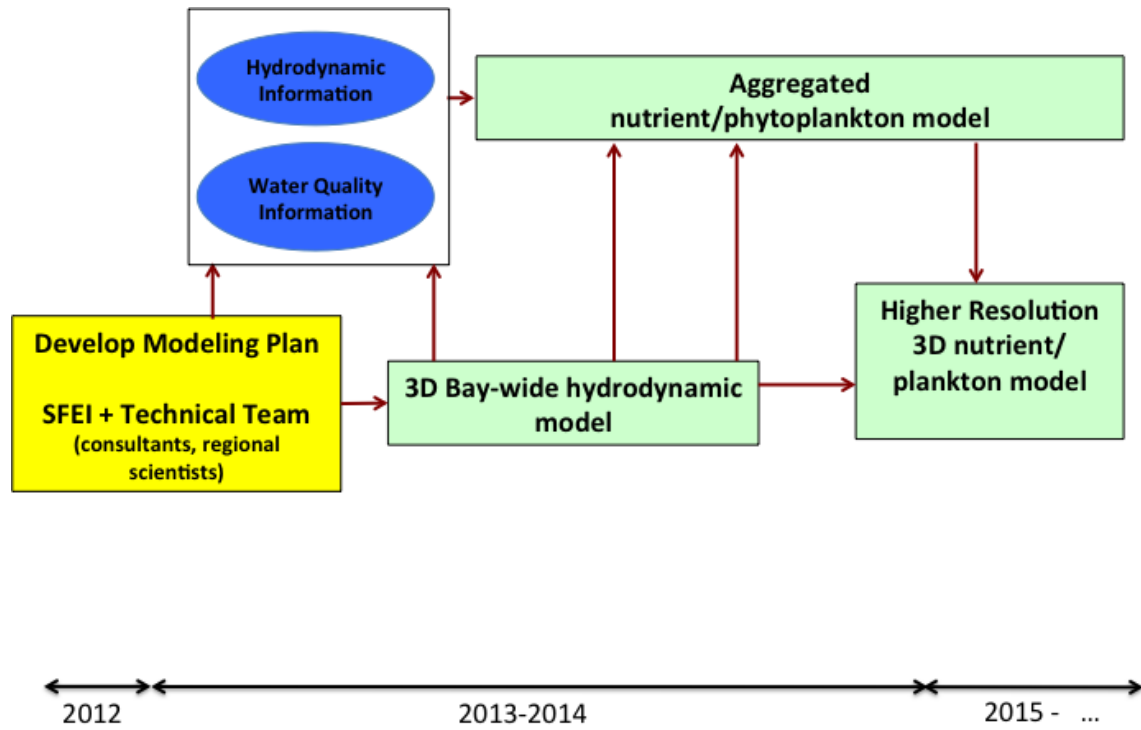 Hydrodynamic
Information
Water Quality
Information
Aggregated
nutrient/phytoplankton model
Develop Modeling Plan
SFEI + Technical Team
(consultants, regional
scientists)
3D Bay-wide hydrodynamic
model
Higher Resolution
3D nutrient/
plankton model
2012
2013-2014
2015 - ...